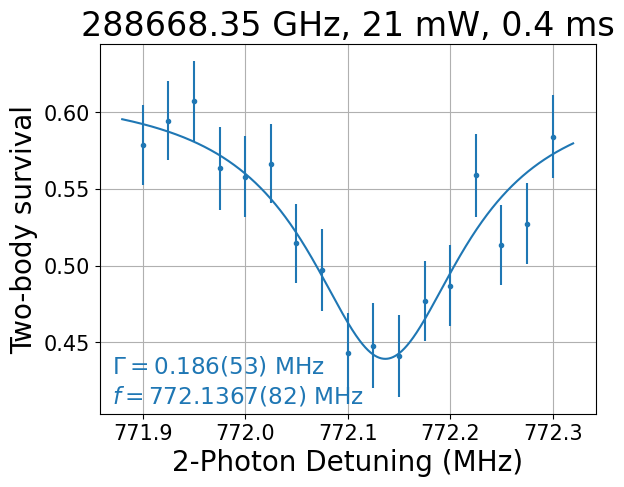 288668.35 GHz, 21 mW, 0.4 ms
Two-body survival
0.60
0.55
0.50
0.45
Γ = 0.186(53) MHz
f = 772.1367(82) MHz
771.9 772.0 772.1 772.2 772.3
2-Photon Detuning (MHz)